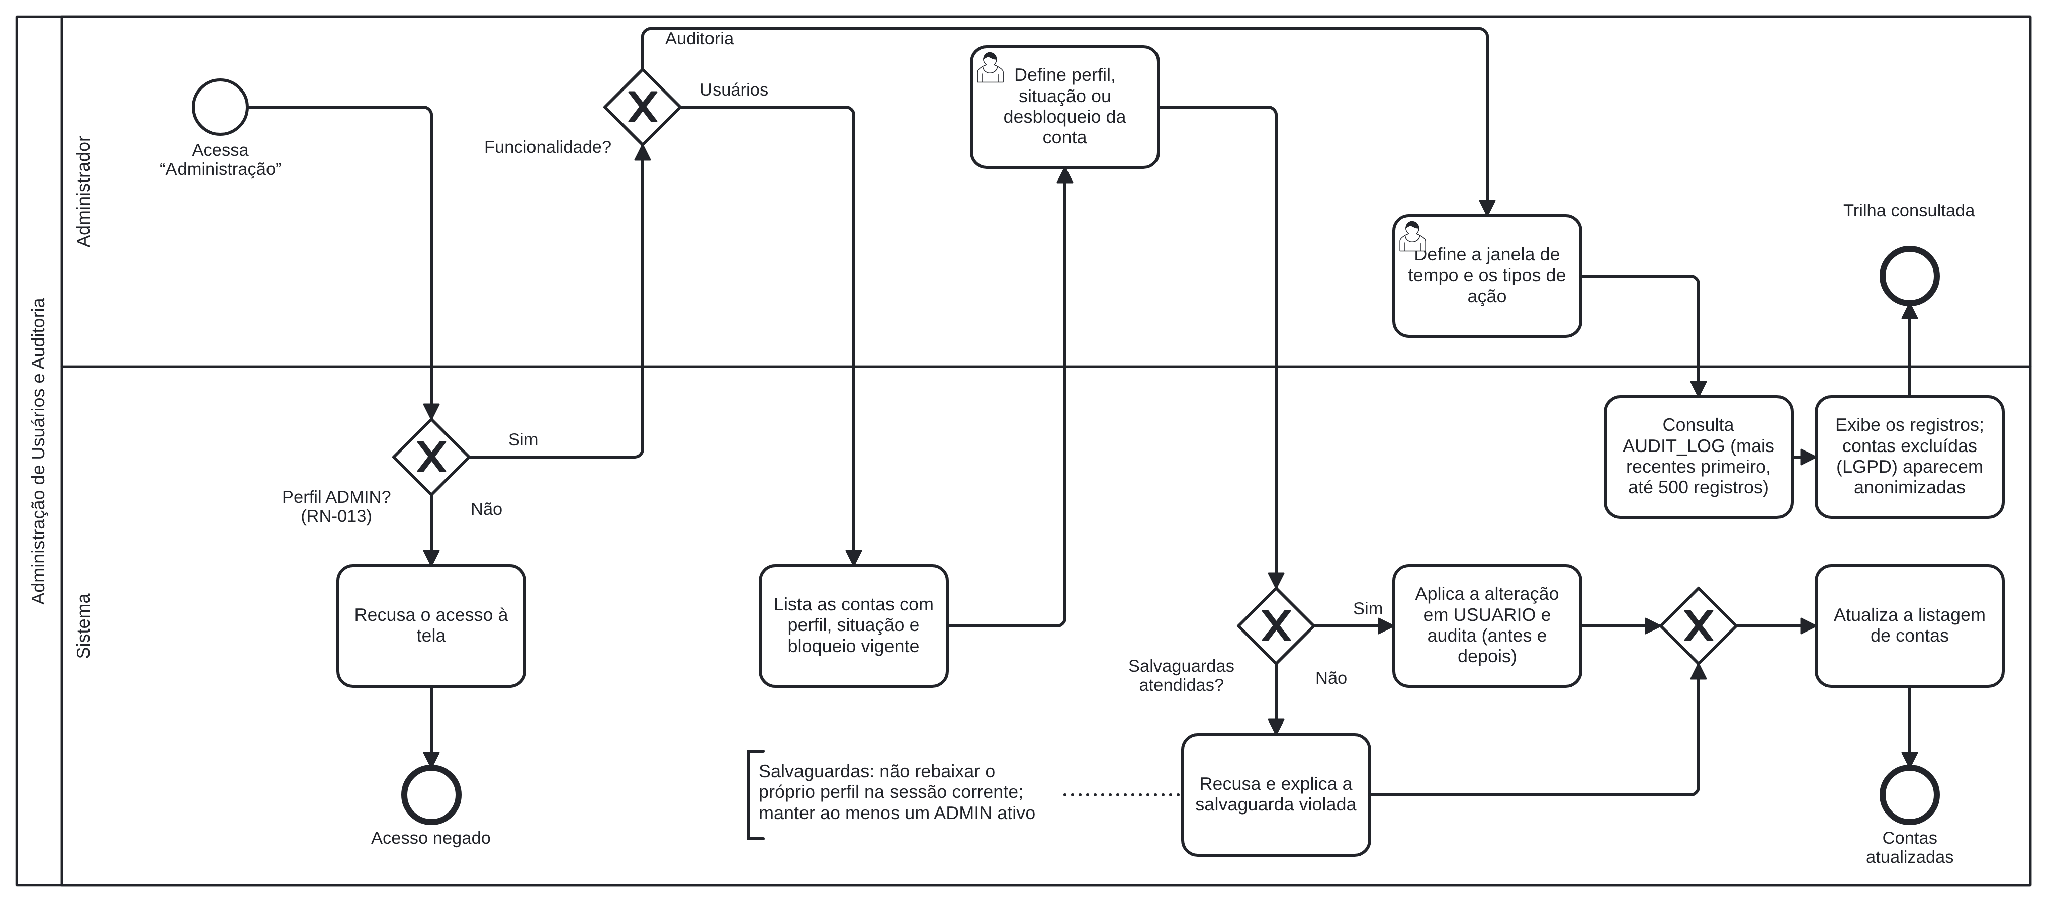 Administração de Usuários e Auditoria
Administrador
Sistema
Acessa
“Administração”
Auditoria
Usuários
Funcionalidade?
Define perfil,
situação ou
desbloqueio da
conta
Define a janela de
tempo e os tipos de
ação
Trilha consultada
Perfil ADMIN?
(RN-013)
Sim
Não
Recusa o acesso à
tela
Acesso negado
Lista as contas com
perfil, situação e
bloqueio vigente
Salvaguardas
atendidas?
Sim
Não
Aplica a alteração
em USUARIO e
audita (antes e
depois)
Recusa e explica a
salvaguarda violada
Salvaguardas: não rebaixar o
próprio perfil na sessão corrente;
manter ao menos um ADMIN ativo
Consulta
AUDIT_LOG (mais
recentes primeiro,
até 500 registros)
Exibe os registros;
contas excluídas
(LGPD) aparecem
anonimizadas
Atualiza a listagem
de contas
Contas
atualizadas